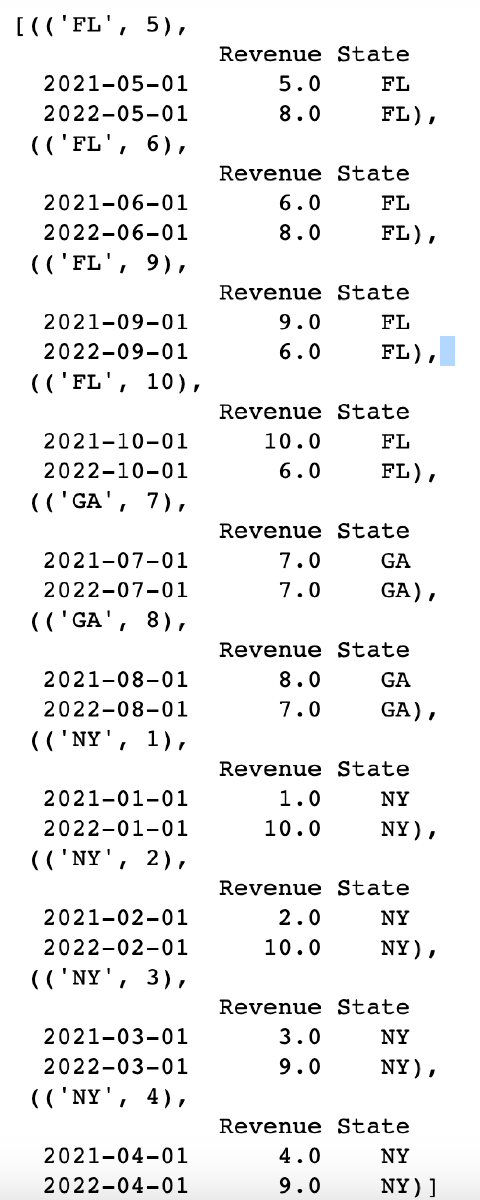 [(('FL', 5),
Revenue State
2021-05-01 5.0 FL
2022-05-01 8.0 FL),
(('FL', 6),
Revenue State
2021-06-01 6.0 FL
2022-06-01 8.0 FL),
(('FL', 9),
Revenue State
2021-09-01 9.0 FL
2022-09-01 6.0 FL),
(('FL', 10),
Revenue State
2021-10-01 10.0 FL
2022-10-01 6.0 FL),
(('GA', 7),
Revenue State
2021-07-01 7.0 GA
2022-07-01 7.0 GA),
(('GA', 8),
Revenue State
2021-08-01 8.0 GA
2022-08-01 7.0 GA),
(('NY', 1),
Revenue State
2021-01-01 1.0 NY
2022-01-01 10.0 NY),
(('NY', 2),
Revenue State
2021-02-01 2.0 NY
2022-02-01 10.0 NY),
(('NY', 3),
Revenue State
2021-03-01 3.0 NY
2022-03-01 9.0 NY),
(('NY', 4),
Revenue State
2021-04-01 4.0 NY
2022-04-01 9.0 NY)]